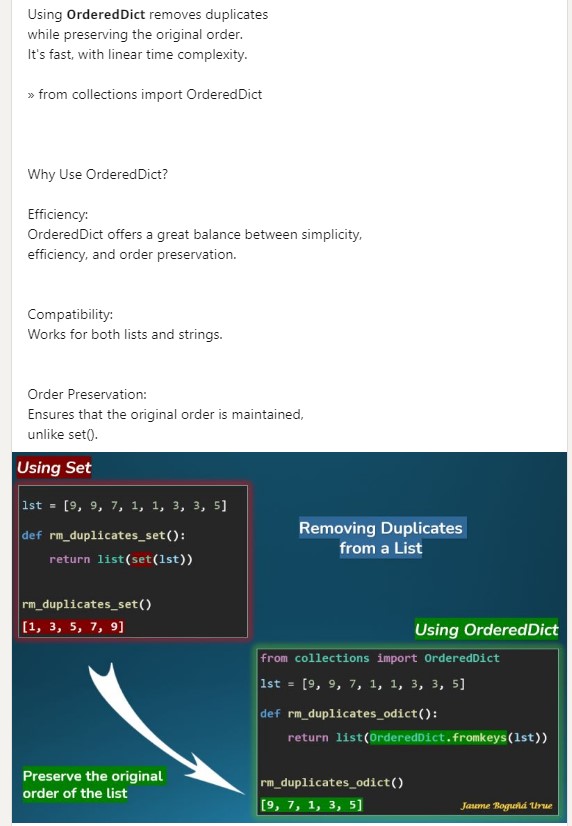 Using OrderedDict removes duplicates
while preserving the original order.
It's fast, with linear time complexity.
» from collections import OrderedDict
Why Use OrderedDict?
Efficiency:
OrderedDict offers a great balance between simplicity,
efficiency, and order preservation.
Compatibility:
Works for both lists and strings.
Order Preservation:
Ensures that the original order is maintained,
unlike set().
Using Set
lst = [9, 9, 7, 1, 1, 3, 3, 5]
def rm_duplicates_set():
    return list(set(lst))
rm_duplicates_set()
[1, 3, 5, 7, 9]
Removing Duplicates
from a List
Using OrderedDict
from collections import OrderedDict
lst = [9, 9, 7, 1, 1, 3, 3, 5]
def rm_duplicates_odict():
    return list(OrderedDict.fromkeys(lst))
rm_duplicates_odict()
[9, 7, 1, 3, 5]
Preserve the original
order of the list
Jaume Boguñá Urue